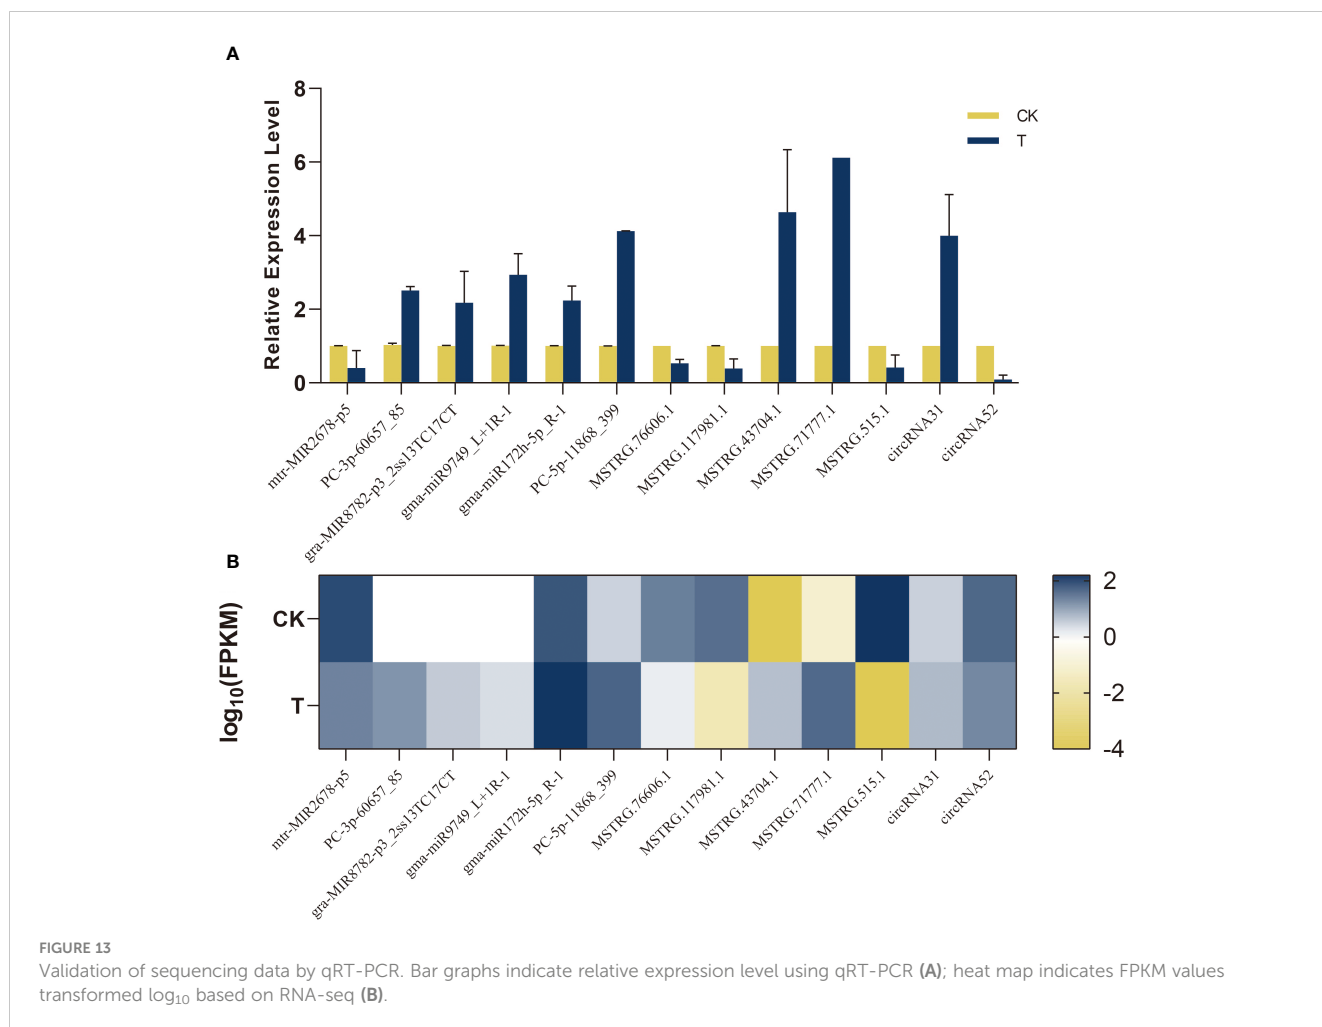 A
Relative Expression Level
8
6
4
2
0
CK
T
mtr-MIR2678-p5
PC-3p-60657_85
gra-MIR8782-p3_2ss13TC17CT
gma-miR9749_L+1R-1
gma-miR172h-5p_R-1
PC-5p-11868_399
MSTRG.76606.1
MSTRG.117981.1
MSTRG.43704.1
MSTRG.71777.1
MSTRG.515.1
circRNA31
circRNA52
B
log₁₀(FPKM)
CK
T
2
0
-2
-4
mtr-MIR2678-p5
PC-3p-60657_85
gra-MIR8782-p3_2ss13TC17CT
gma-miR9749_L+1R-1
gma-miR172h-5p_R-1
PC-5p-11868_399
MSTRG.76606.1
MSTRG.117981.1
MSTRG.43704.1
MSTRG.71777.1
MSTRG.515.1
circRNA31
circRNA52
FIGURE 13
Validation of sequencing data by qRT-PCR. Bar graphs indicate relative expression level using qRT-PCR (A); heat map indicates FPKM values
transformed log₁₀ based on RNA-seq (B).